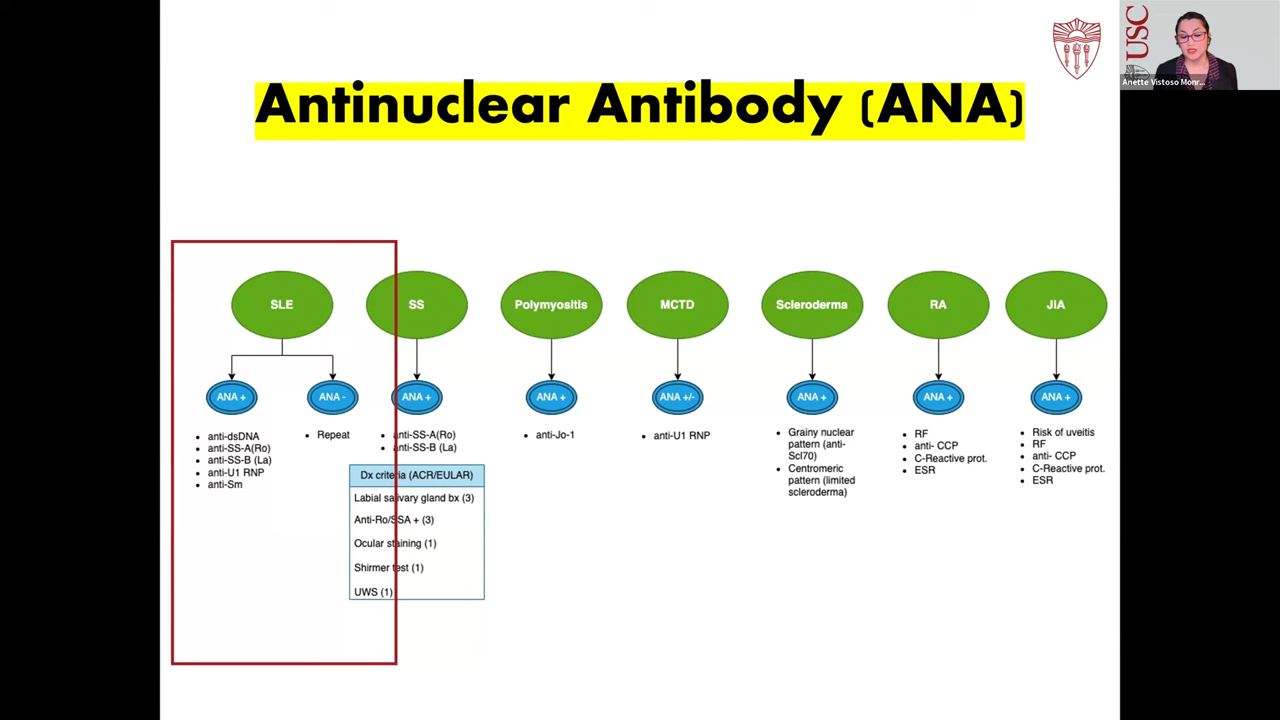 USC
Anette Vistoso Monr...
Antinuclear Antibody (ANA)
SLE
SS
Polymyositis
MCTD
Scleroderma
RA
JIA
ANA +
ANA -
ANA +
ANA +
ANA +/-
ANA +
ANA +
ANA +
• anti-dsDNA
• anti-SS-A(Ro)
• anti-SS-B (La)
• anti-U1 RNP
• anti-Sm
• Repeat
• anti-SS-A(Ro)
• anti-SS-B (La)
Dx criteria (ACR/EULAR)
Labial salivary gland bx (3)
Anti-Ro/SSA + (3)
Ocular staining (1)
Shirmer test (1)
UWS (1)
• anti-Jo-1
• anti-U1 RNP
• Grainy nuclear
pattern (anti-
Scl70)
• Centromeric
pattern (limited
scleroderma)
• RF
• anti- CCP
• C-Reactive prot.
• ESR
• Risk of uveitis
• RF
• anti- CCP
• C-Reactive prot.
• ESR